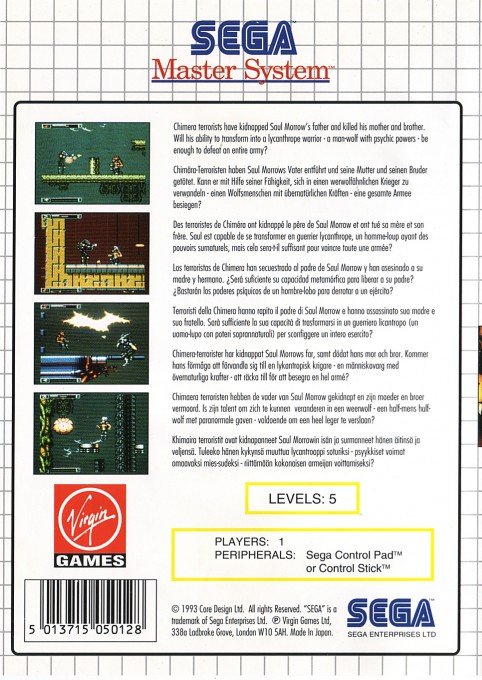 SEGA
Master System™
Chimera terrorists have kidnapped Saul Morrow's father and killed his mother and brother.
Will his ability to transform into a lycanthrope warrior - a man-wolf with psychic powers - be
enough to defeat an entire army?
Chimära-Terroristen haben Saul Morrows Vater entführt und seine Mutter und seinen Bruder
getötet. Kann er mit Hilfe seiner Fähigkeit, sich in einen werwolfähnlichen Krieger zu
verwandeln - einen Wolfsmenschen mit übernatürlichen Kräften - eine gesamte Armee
besiegen?
Des terroristes de Chiméra ont kidnappé le père de Saul Morrow et ont tué sa mère et son
frère. Saul est capable de se transformer en guerrier lycanthrope, un homme-loup ayant des
pouvoirs surnaturels, mais cela sera-t-il suffisant pour vaincre toute une armée?
Los terroristas de Chimera han secuestrado al padre de Saul Morrow y han asesinado a su
madre y hermano. ¿Será suficiente su capacidad metamórfica para liberar a su padre?
¿Bastarán los poderes psíquicos de un hombre-lobo para derrotar a un ejército?
Terroristi della Chimera hanno rapito il padre di Saul Morrow e hanno assassinato sua madre e
suo fratello. Sarà sufficiente la sua capacità di trasformarsi in un guerriero licantropo (un
uomo-lupo con poteri soprannaturali) per sconfiggere un intero esercito?
Chimera-terrorister har kidnappat Saul Morrows far, samt dödat hans mor och bror. Kommer
hans förmåga att förvandla sig till en lykantropisk krigare - en människovarg med
övernaturliga krafter - att räcka till för att besegra en hel armé?
Chimaera terroristen hebben de vader van Saul Morrow gekidnapt en zijn moeder en broer
vermoord. Is zijn talent om zich te kunnen veranderen in een weerwolf - een half-mens half-
wolf met paranormale gaven - voldoende om een heel leger te verslaan?
Khimaira terroristit ovat kidnapanneet Saul Morrowin isän ja surmanneet hänen äitinsä ja
veljensä. Tuleeko hänen kykynsä muuttua lycantrooppi soturiksi - psyykkiset voimat
omaavaksi mies-sudeksi - riittämään kokonaisen armeijan voittamiseksi?
LEVELS: 5
Virgin
GAMES
PLAYERS: 1
PERIPHERALS: Sega Control Pad™
or Control Stick™
5 013715 050128
© 1993 Core Design Ltd. All rights Reserved. "SEGA" is a
trademark of Sega Enterprises Ltd. ℗ Virgin Games Ltd,
338a Ladbroke Grove, London W10 5AH. Made In Japan.
SEGA
SEGA ENTERPRISES LTD